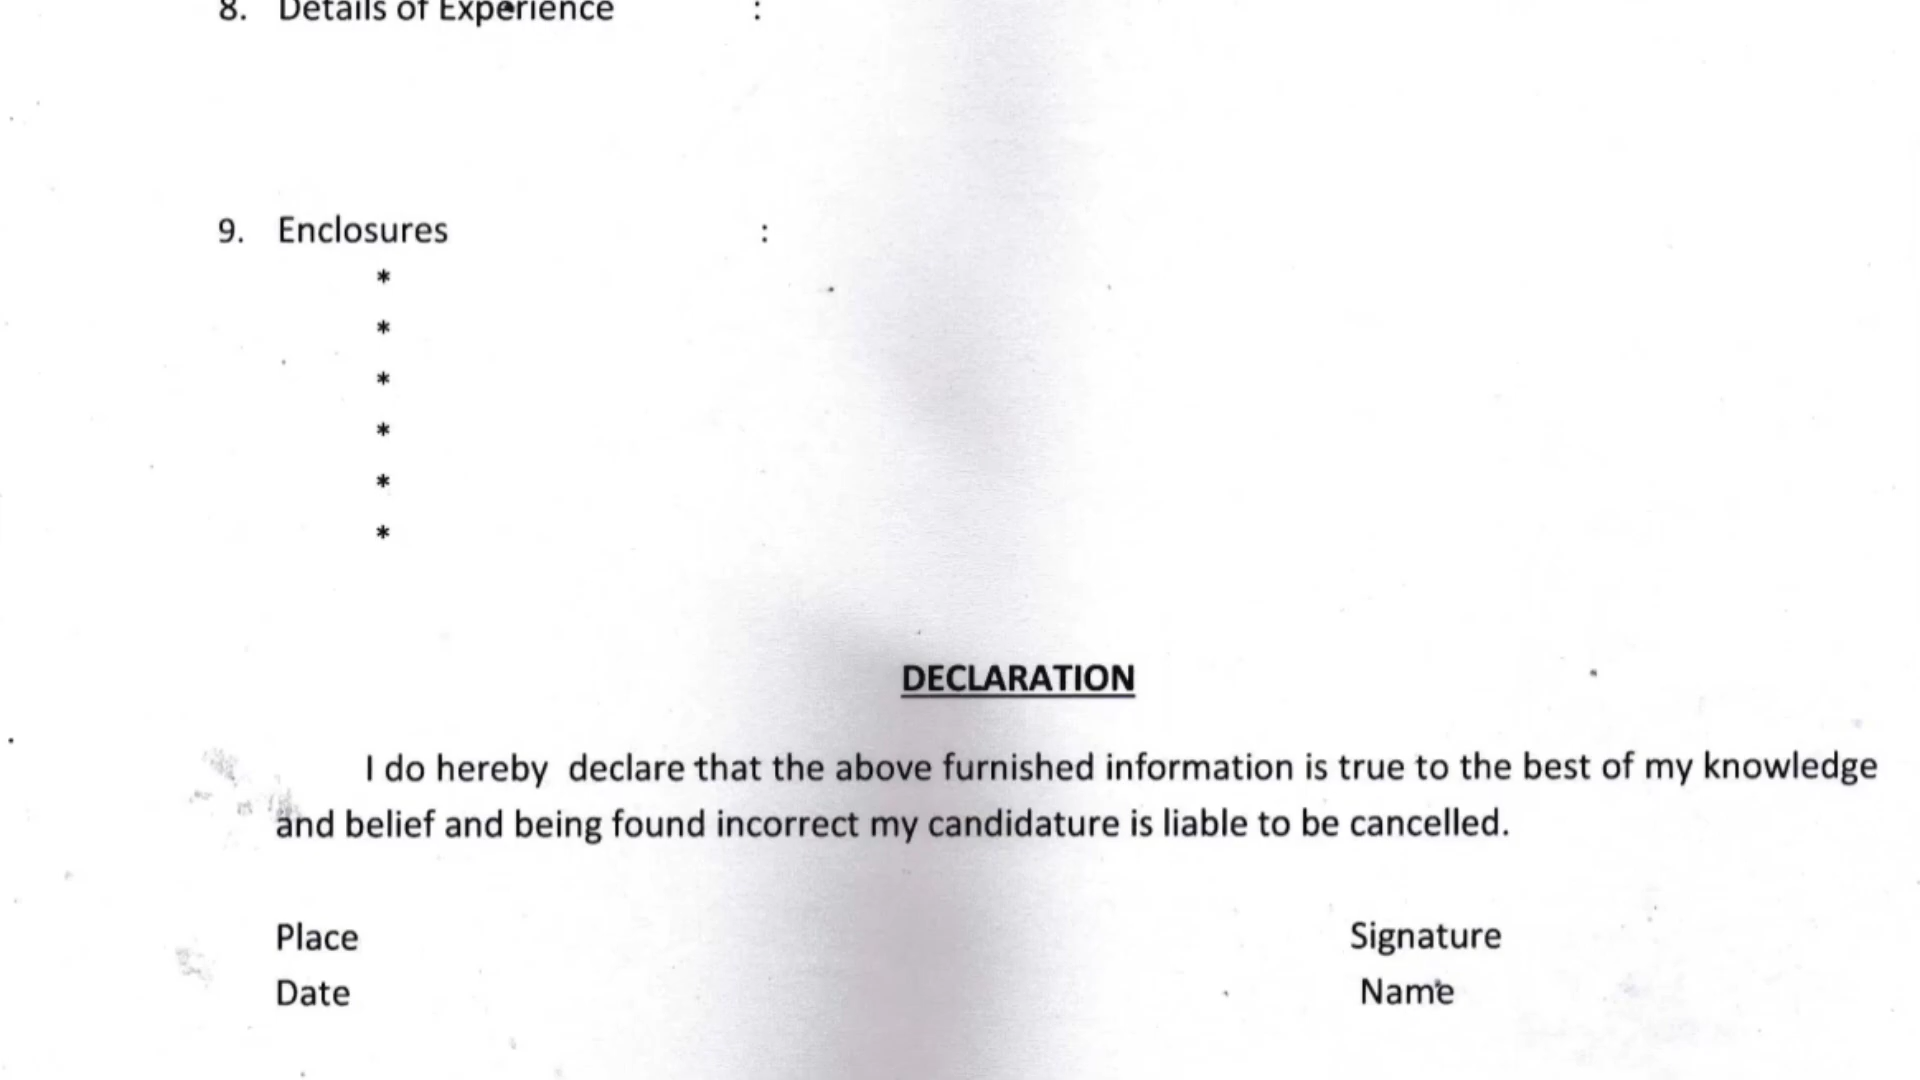 8. Details of Experience :
9. Enclosures :
*
*
*
*
*
*
DECLARATION
I do hereby declare that the above furnished information is true to the best of my knowledge
and belief and being found incorrect my candidature is liable to be cancelled.
Place Signature
Date Name